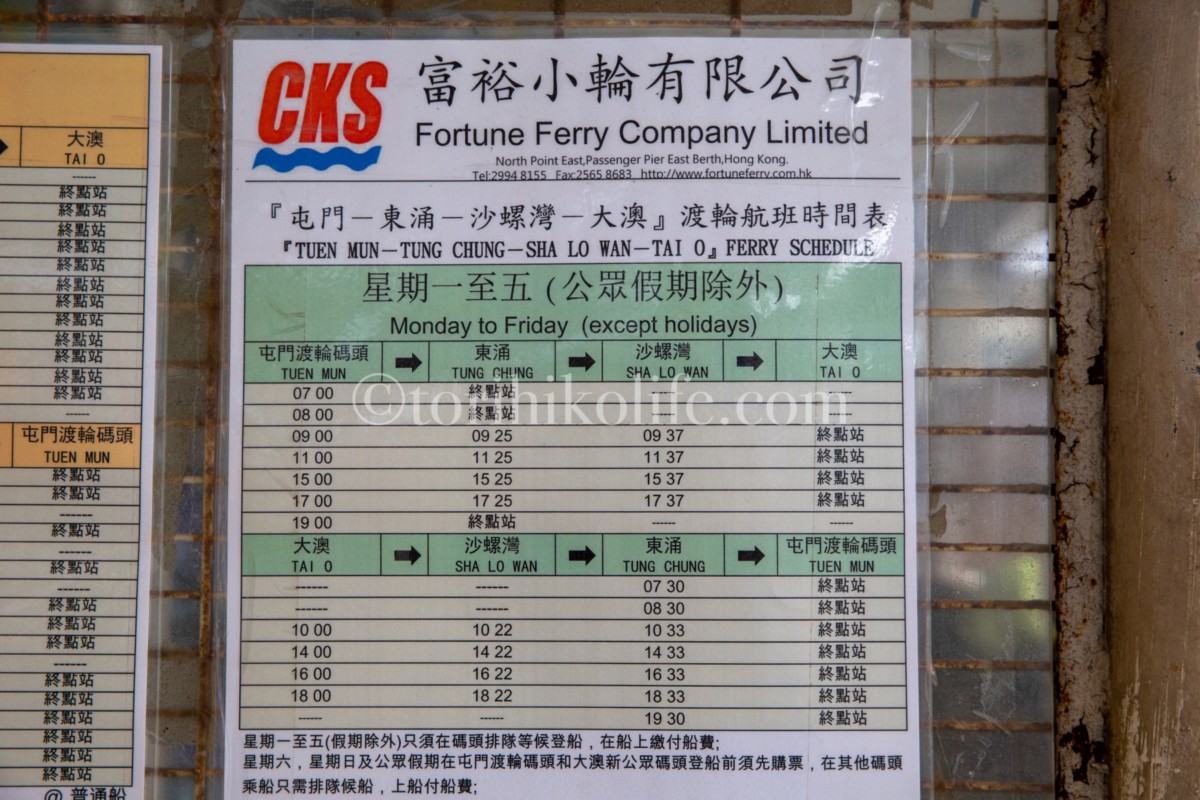 大澳
TAI O
------
終點站
終點站
終點站
終點站
終點站
終點站
終點站
終點站
終點站
終點站
終點站
終點站
------
屯門渡輪碼頭
TUEN MUN
終點站
終點站
------
終點站
------
終點站
------
終點站
終點站
終點站
------
終點站
終點站
終點站
終點站
終點站
終點站
@ 普通船
CKS
富裕小輪有限公司
Fortune Ferry Company Limited
North Point East,Passenger Pier East Berth,Hong Kong.
Tel:2994 8155 Fax:2565 8683 http://www.fortuneferry.com.hk
『屯門－東涌－沙螺灣－大澳』渡輪航班時間表
『TUEN MUN－TUNG CHUNG－SHA LO WAN－TAI O』FERRY SCHEDULE
星期一至五 (公眾假期除外)
Monday to Friday (except holidays)
屯門渡輪碼頭 ➡ 東涌 ➡ 沙螺灣 ➡ 大澳
TUEN MUN TUNG CHUNG SHA LO WAN TAI O
07 00 終點站
08 00 終點站
09 00 09 25 09 37 終點站
11 00 11 25 11 37 終點站
15 00 15 25 15 37 終點站
17 00 17 25 17 37 終點站
19 00 終點站 ------ ------
大澳 ➡ 沙螺灣 ➡ 東涌 ➡ 屯門渡輪碼頭
TAI O SHA LO WAN TUNG CHUNG TUEN MUN
------ ------ 07 30 終點站
------ ------ 08 30 終點站
10 00 10 22 10 33 終點站
14 00 14 22 14 33 終點站
16 00 16 22 16 33 終點站
18 00 18 22 18 33 終點站
------ ------ 19 30 終點站
星期一至五(假期除外)只須在碼頭排隊等候登船，在船上繳付船費;
星期六，星期日及公眾假期在屯門渡輪碼頭和大澳新公眾碼頭登船前須先購票，在其他碼頭
乘船只需排隊候船，上船付船費;